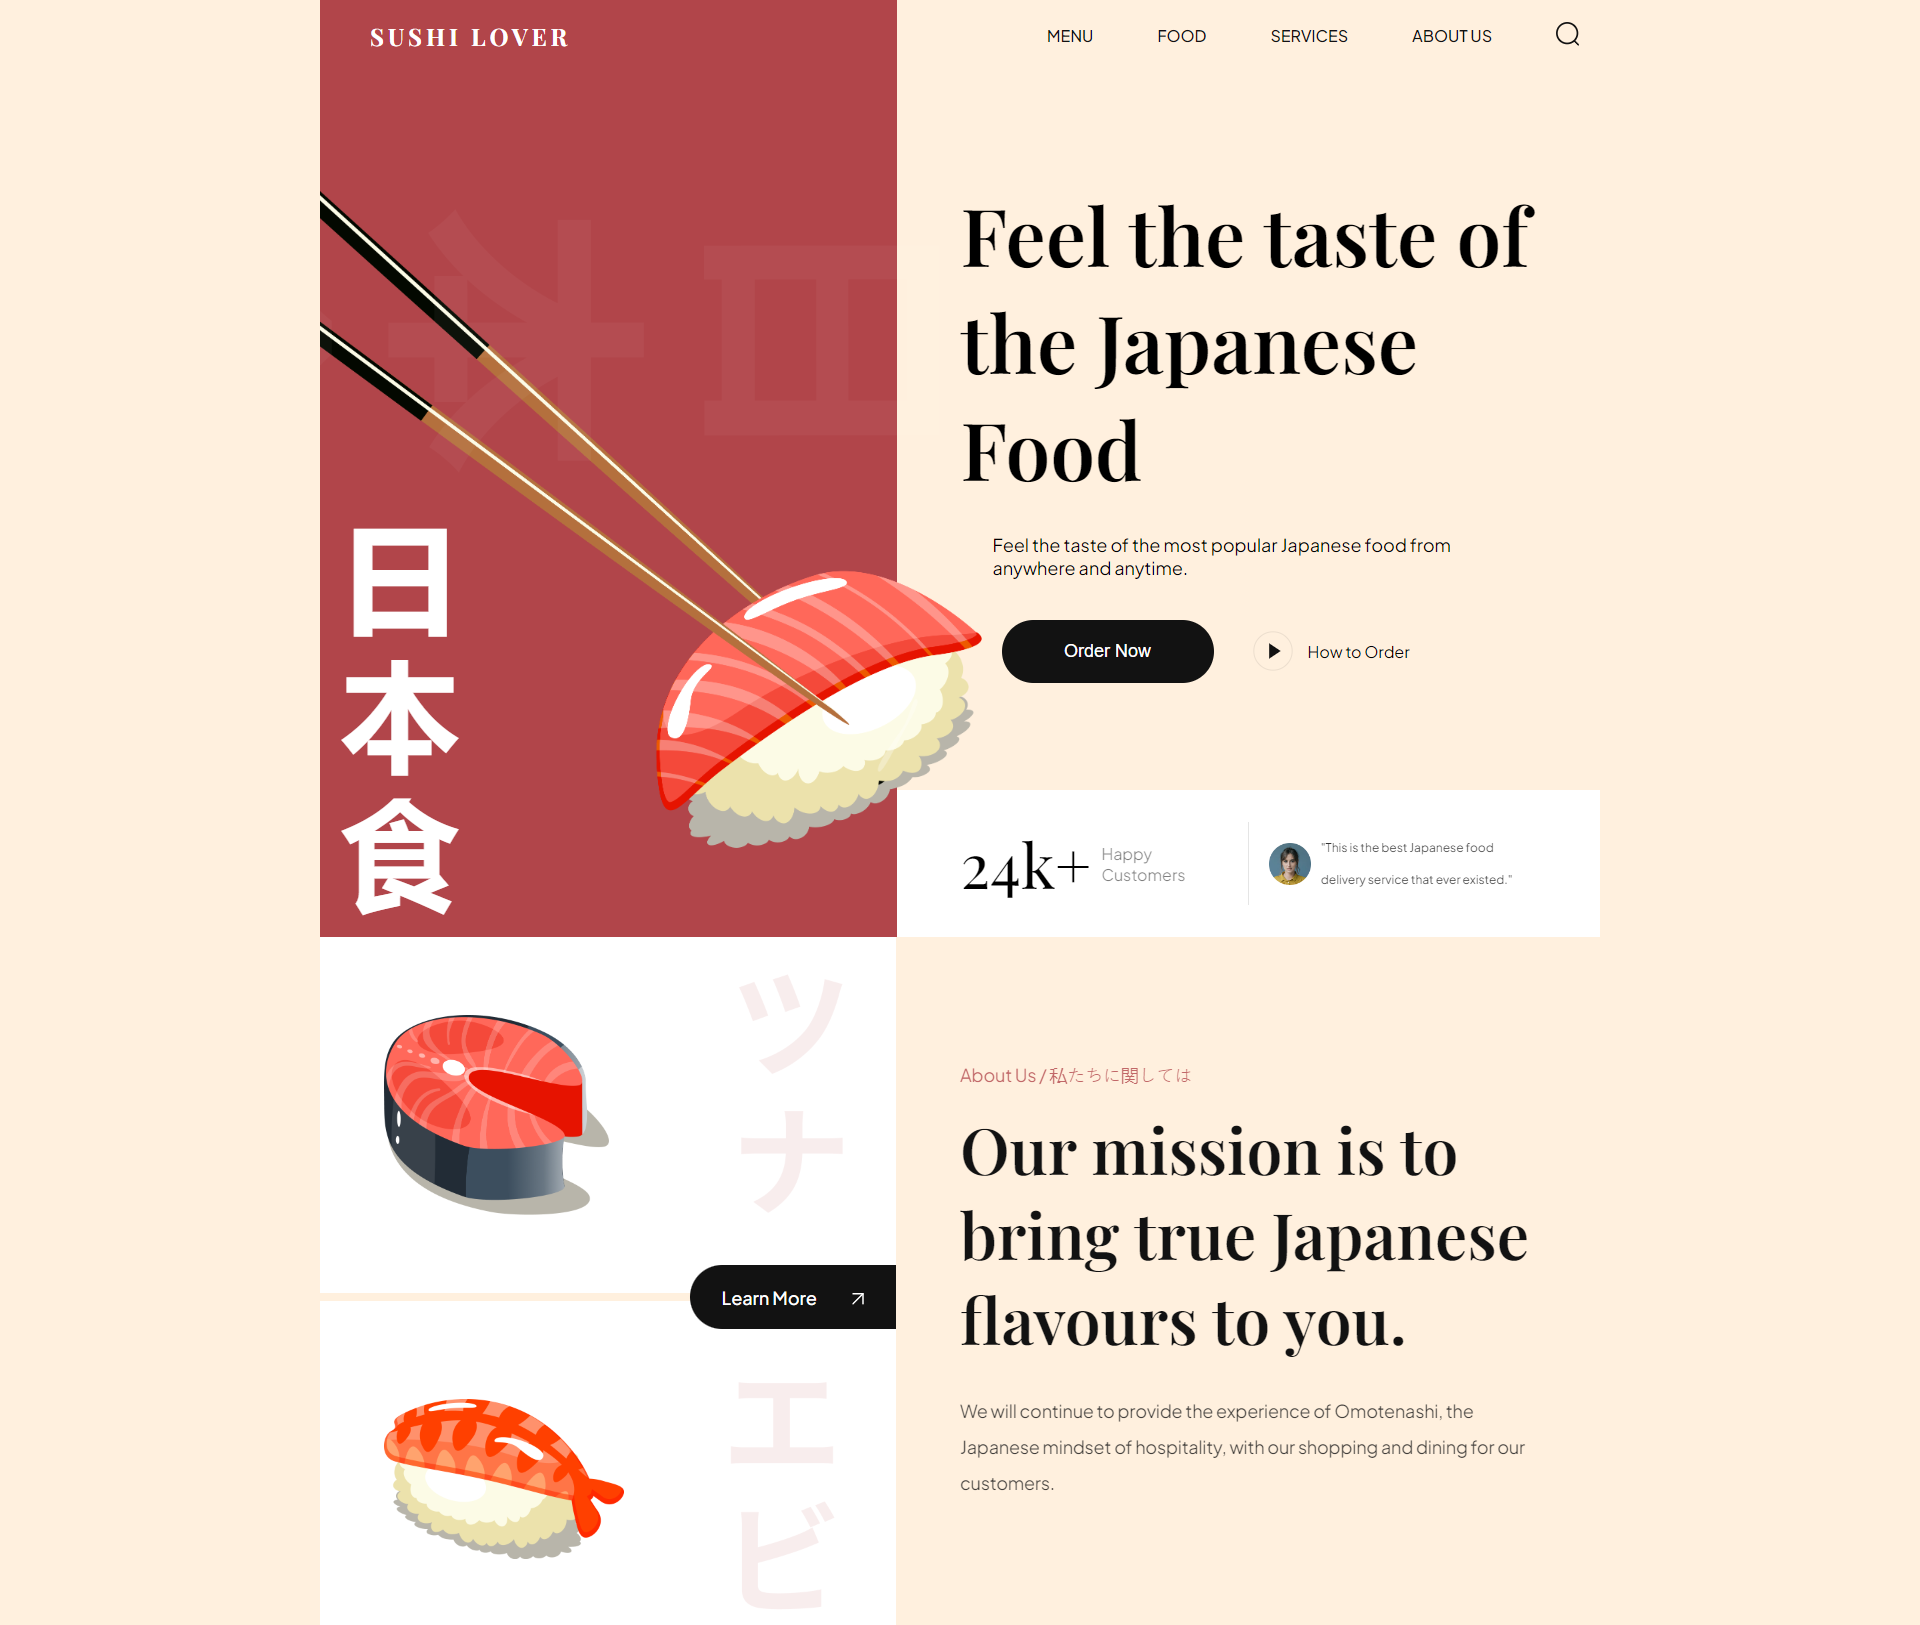 SUSHI LOVER
MENU
FOOD
SERVICES
ABOUT US
Feel the taste of
the Japanese
Food
日
本
食
Feel the taste of the most popular Japanese food from
anywhere and anytime.
Order Now
How to Order
24k+
Happy
Customers
"This is the best Japanese food
delivery service that ever existed."
ツ
ナ
Learn More
エ
ビ
About Us / 私たちに関しては
Our mission is to
bring true Japanese
flavours to you.
We will continue to provide the experience of Omotenashi, the
Japanese mindset of hospitality, with our shopping and dining for our
customers.